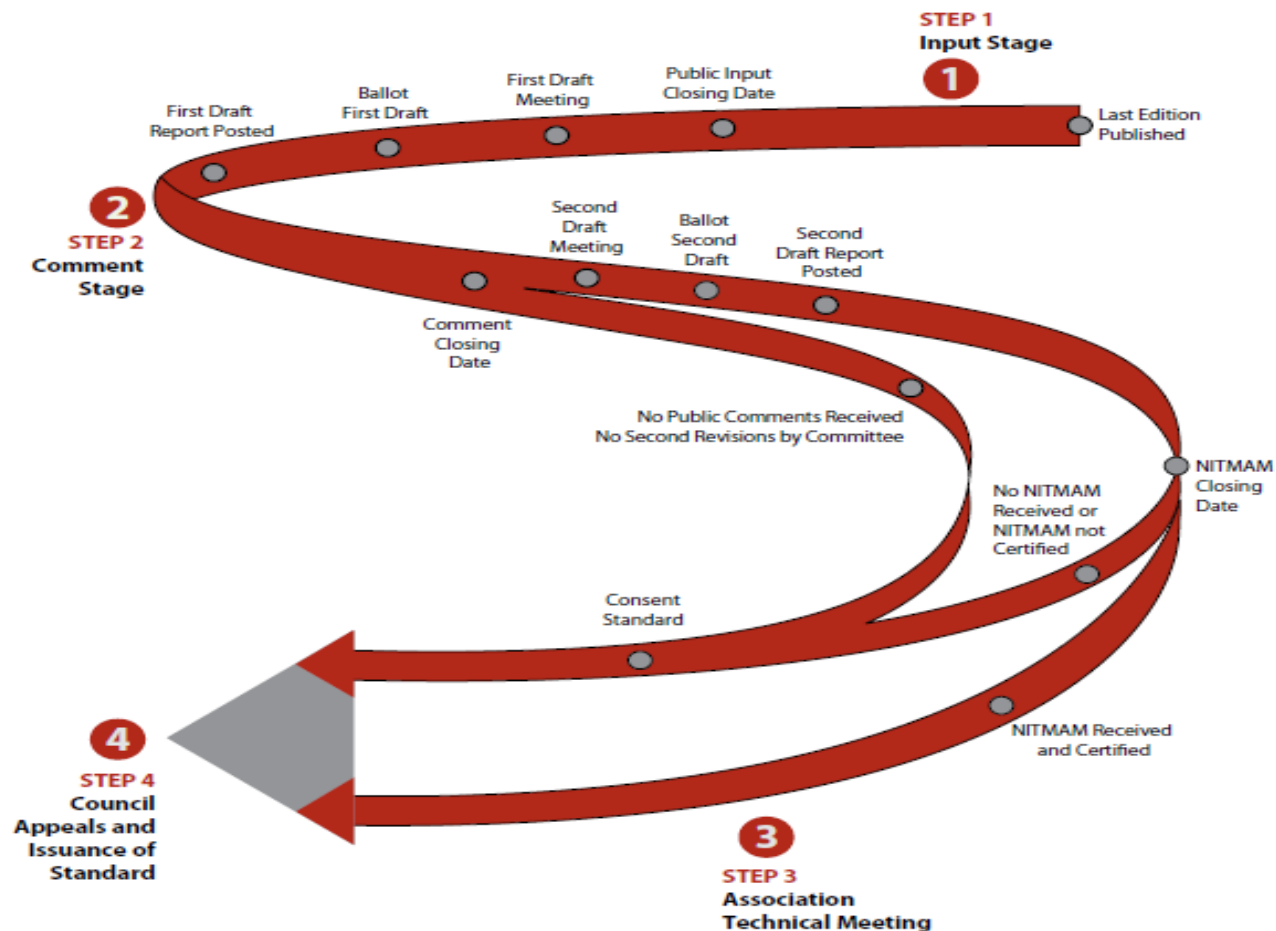 STEP 1
Input Stage
1
Last Edition
Published
Public Input
Closing Date
First Draft
Meeting
Ballot
First Draft
First Draft
Report Posted
2
STEP 2
Comment
Stage
Comment
Closing
Date
Second
Draft
Meeting
Ballot
Second
Draft
Second
Draft Report
Posted
No Public Comments Received
No Second Revisions by Committee
NITMAM
Closing
Date
No NITMAM
Received or
NITMAM not
Certified
Consent
Standard
NITMAM Received
and Certified
3
STEP 3
Association
Technical Meeting
4
STEP 4
Council
Appeals and
Issuance of
Standard